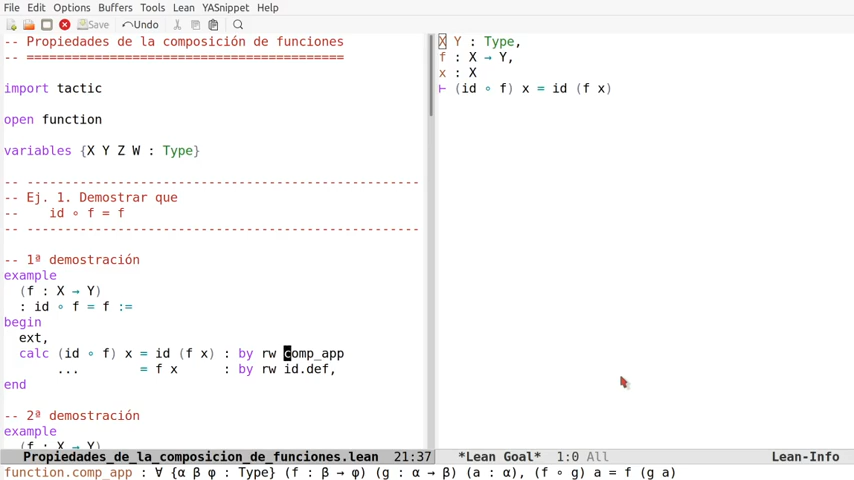 File Edit Options Buffers Tools Lean YASnippet Help
Save Undo
-- Propiedades de la composición de funciones
-- ==========================================
import tactic
open function
variables {X Y Z W : Type}
-- ----------------------------------------------------
-- Ej. 1. Demostrar que
--    id ∘ f = f
-- ----------------------------------------------------
-- 1ª demostración
example
  (f : X → Y)
  : id ∘ f = f :=
begin
  ext,
  calc (id ∘ f) x = id (f x) : by rw comp_app
       ...        = f x      : by rw id.def,
end
-- 2ª demostración
example
  (f : X → Y)
Propiedades_de_la_composicion_de_funciones.lean 21:37
X Y : Type,
f : X → Y,
x : X
⊢ (id ∘ f) x = id (f x)
*Lean Goal* 1:0 All Lean-Info
function.comp_app : ∀ {α β φ : Type} (f : β → φ) (g : α → β) (a : α), (f ∘ g) a = f (g a)